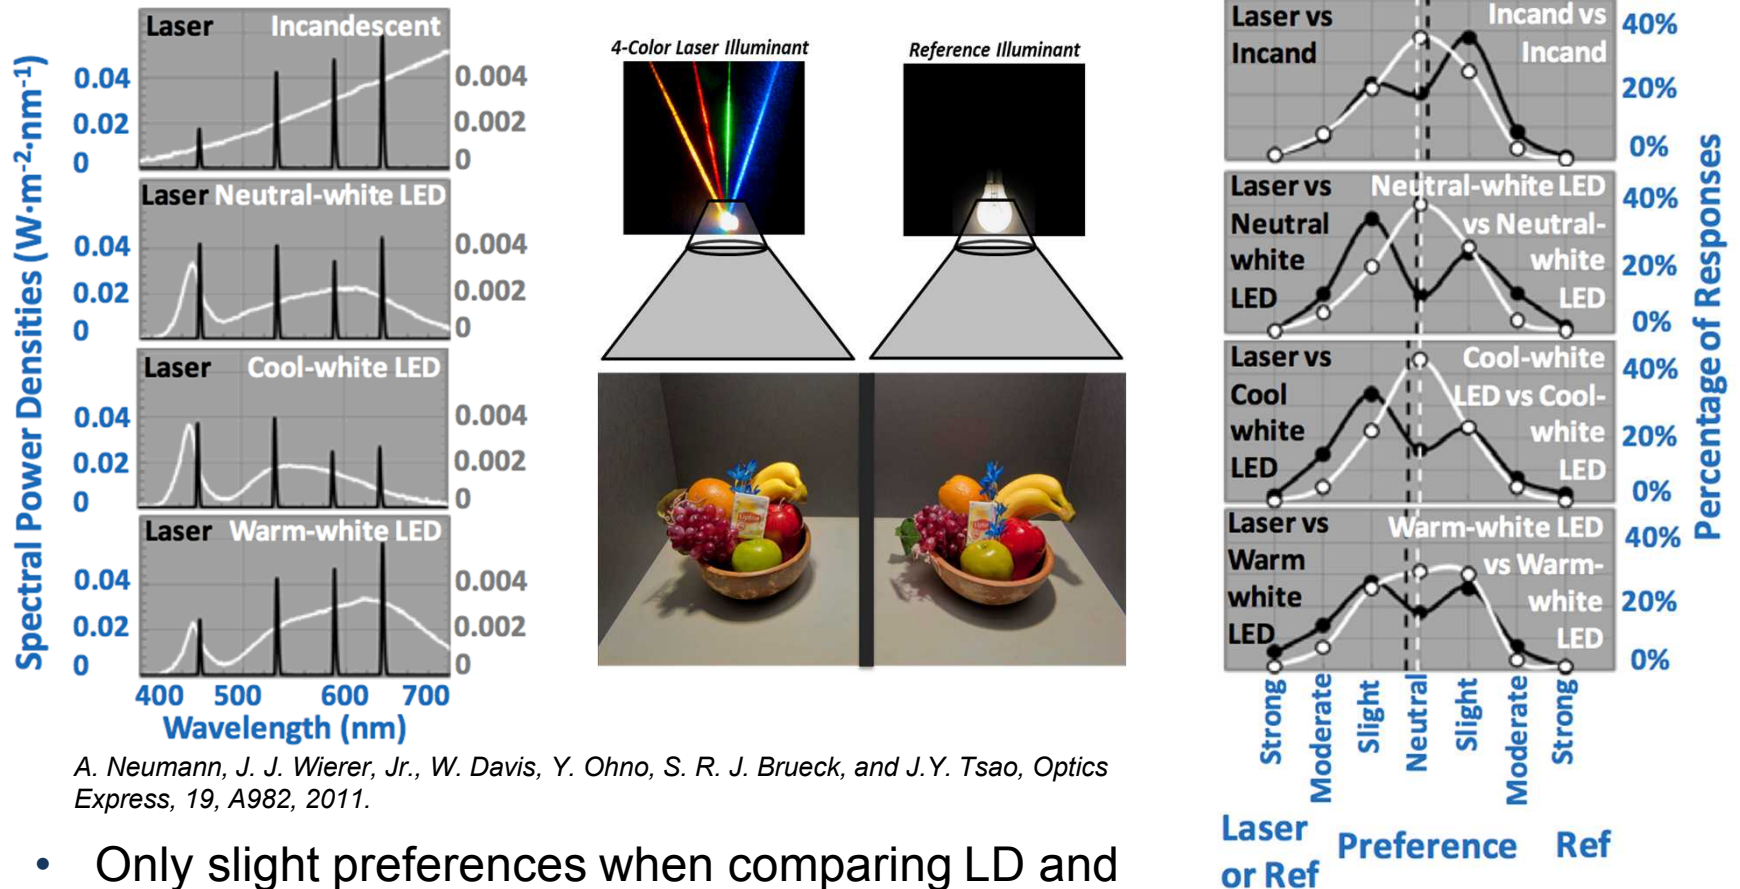 Spectral Power Densities (W·m⁻²·nm⁻¹)
Laser Incandescent
0.04
0.02
0
0.004
0.002
0
Laser Neutral-white LED
0.04
0.02
0
0.004
0.002
0
Laser Cool-white LED
0.04
0.02
0
0.004
0.002
0
Laser Warm-white LED
0.04
0.02
0
0.004
0.002
0
400 500 600 700
Wavelength (nm)
4-Color Laser Illuminant
Reference Illuminant
Lipton
Lipton
Laser vs
Incand
Incand vs
Incand
40%
20%
0%
Laser vs
Neutral
white
LED
Neutral-white LED
vs Neutral-
white
LED
40%
20%
0%
Laser vs
Cool
white
LED
Cool-white
LED vs Cool-
white
LED
40%
20%
0%
Laser vs
Warm
white
LED
Warm-white LED
vs Warm-
white
LED
40%
20%
0%
Percentage of Responses
Strong
Moderate
Slight
Neutral
Slight
Moderate
Strong
Laser
or Ref
Preference
Ref
A. Neumann, J. J. Wierer, Jr., W. Davis, Y. Ohno, S. R. J. Brueck, and J.Y. Tsao, Optics
Express, 19, A982, 2011.
• Only slight preferences when comparing LD and